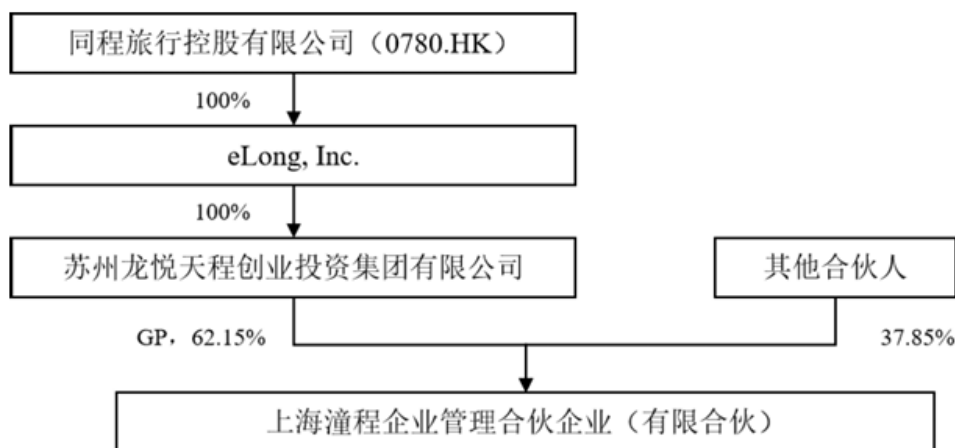 同程旅行控股有限公司（0780.HK）
100%
eLong, Inc.
100%
苏州龙悦天程创业投资集团有限公司
其他合伙人
GP，62.15%
37.85%
上海潼程企业管理合伙企业（有限合伙）